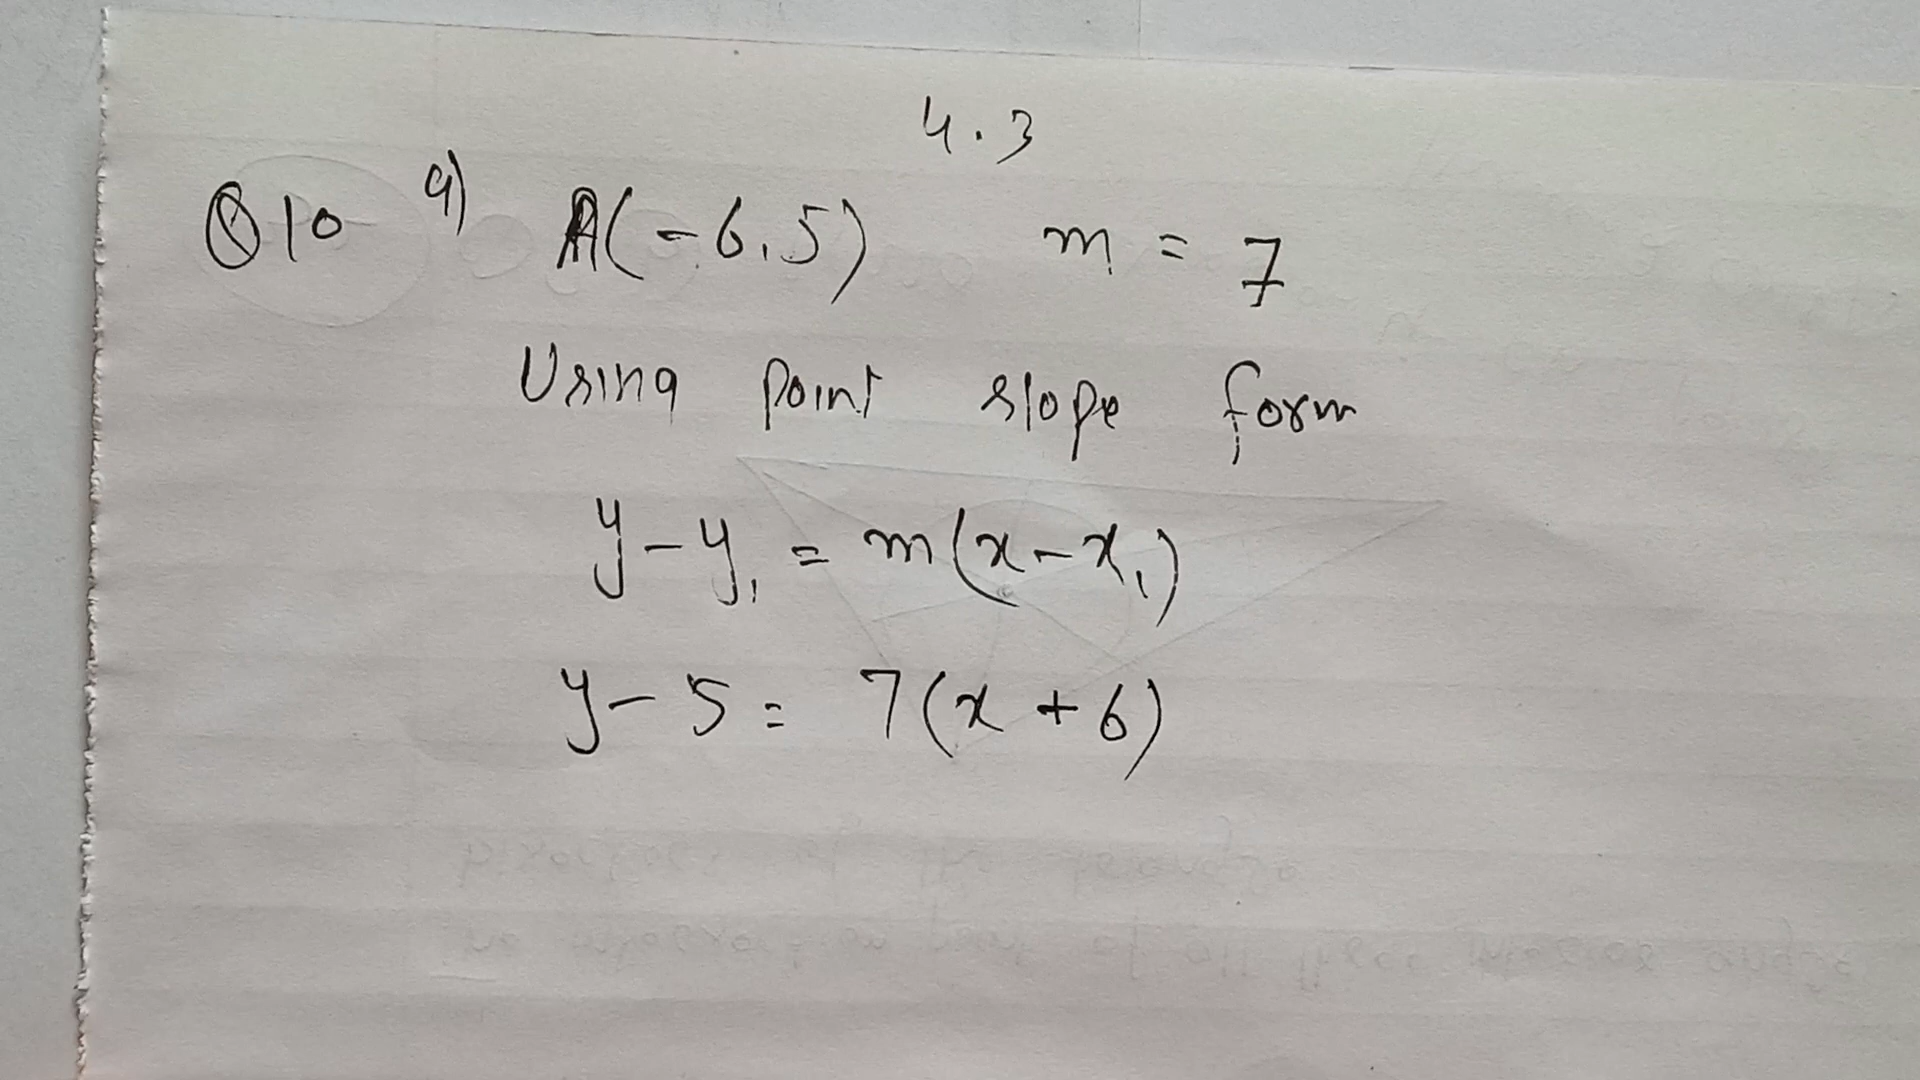 4.3
Q10 a) A(-6,5) m = 7
Using point slope form
y-y₁ = m(x-x₁)
y-5 = 7(x+6)